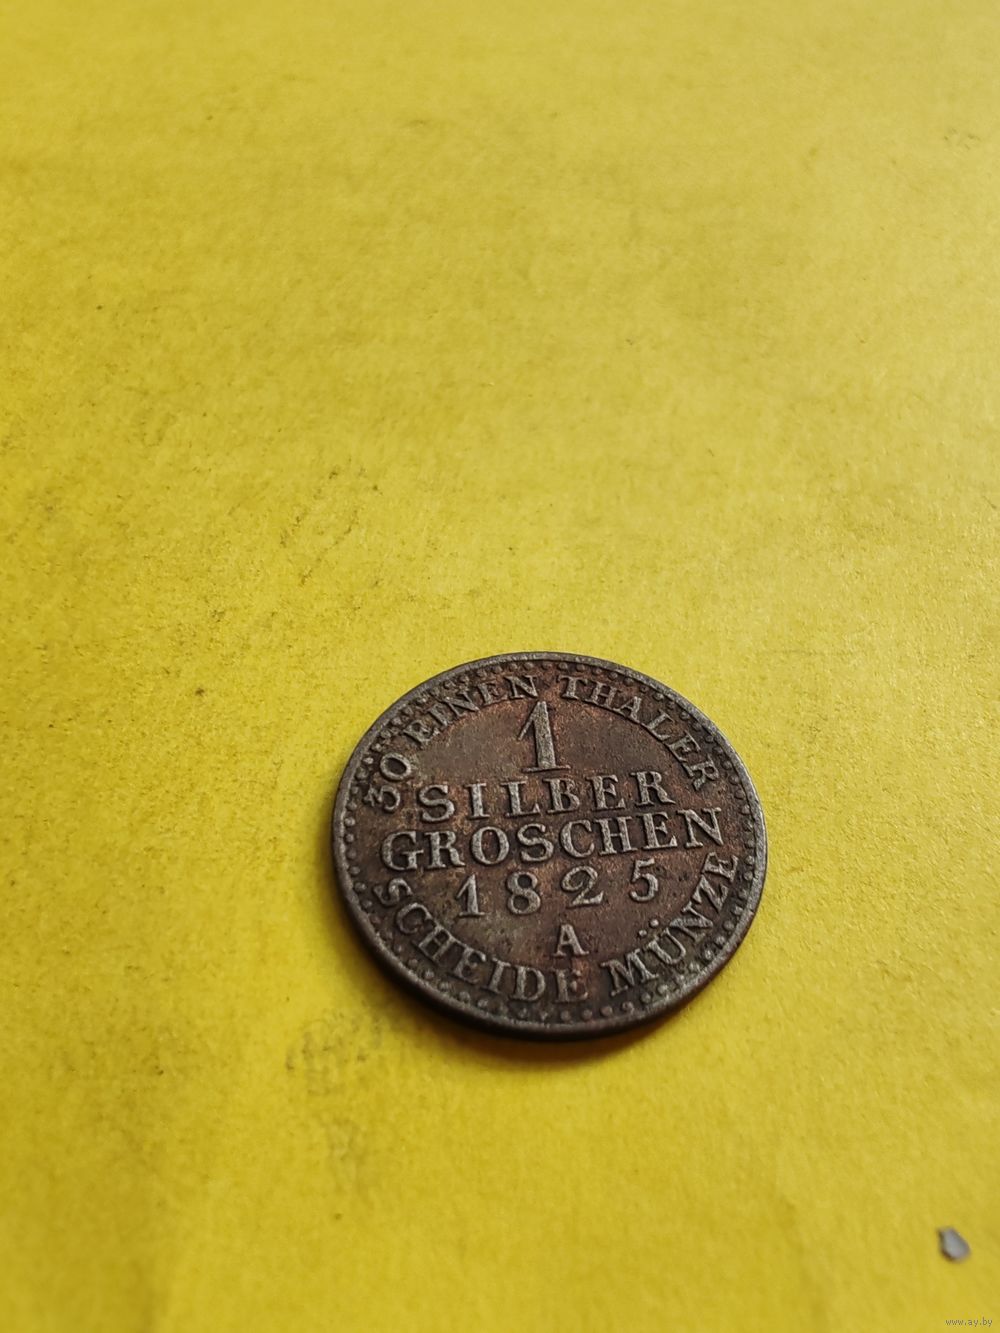 30 EINEN THALER
1
SILBER
GROSCHEN
1825
A
SCHEIDE MÜNZE
www.ay.by